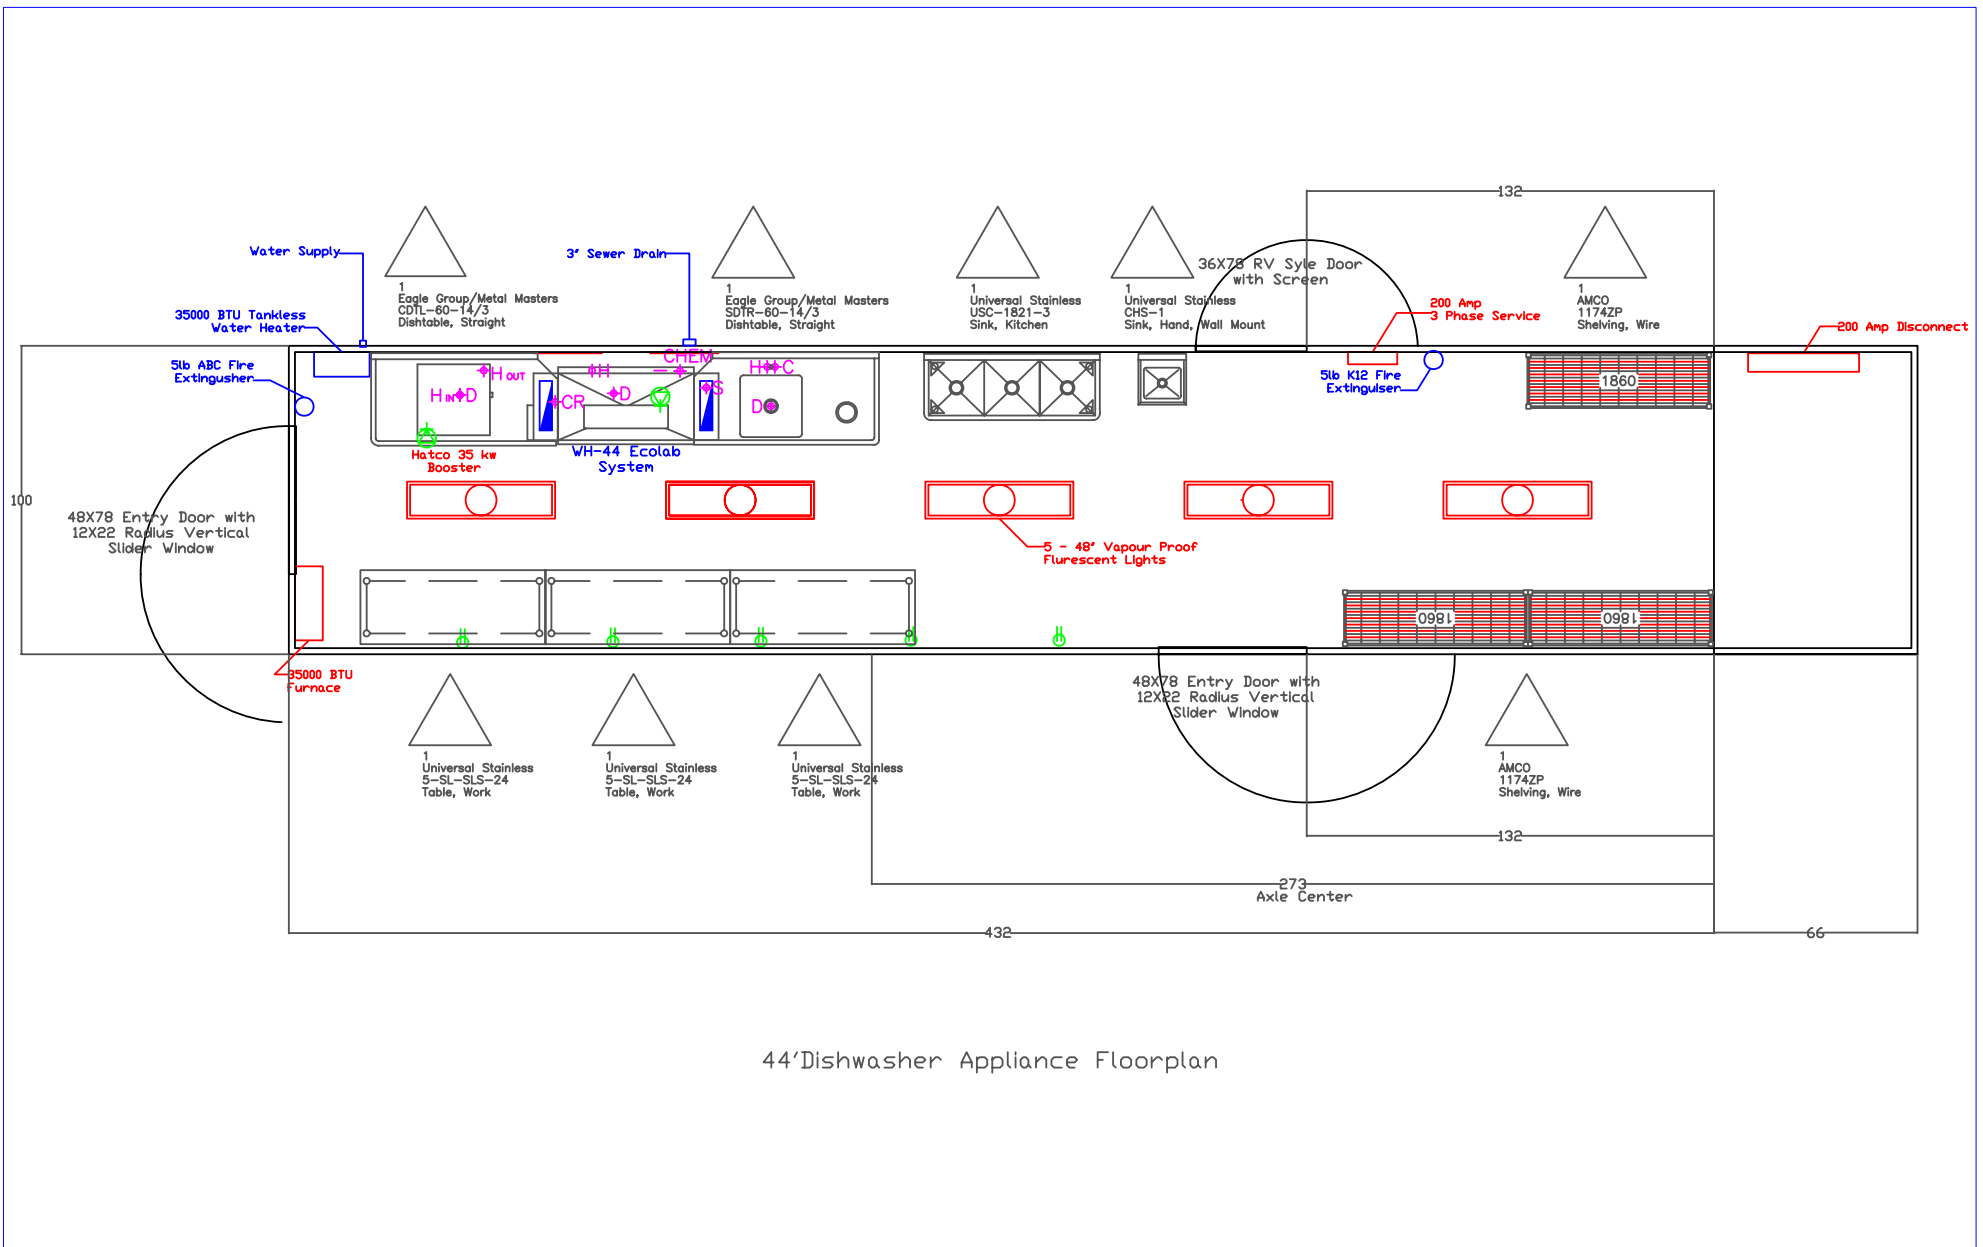 132
Water Supply
3" Sewer Drain
36X78 RV Syle Door
with Screen
1
Eagle Group/Metal Masters
CDTL-60-14/3
Dishtable, Straight
1
Eagle Group/Metal Masters
SDTR-60-14/3
Dishtable, Straight
1
Universal Stainless
USC-1821-3
Sink, Kitchen
1
Universal Stainless
CHS-1
Sink, Hand, Wall Mount
1
AMCO
1174ZP
Shelving, Wire
200 Amp
3 Phase Service
200 Amp Disconnect
35000 BTU Tankless
Water Heater
5lb ABC Fire
Extingusher
5lb K12 Fire
Extinguiser
CHEM
H OUT
H
H C
H IN D
CR
D
S
D
1860
Hatco 35 kw
Booster
WH-44 Ecolab
System
100
48X78 Entry Door with
12X22 Radius Vertical
Slider Window
5 - 48" Vapour Proof
Flurescent Lights
1860
1860
35000 BTU
Furnace
48X78 Entry Door with
12X22 Radius Vertical
Slider Window
1
Universal Stainless
5-SL-SLS-24
Table, Work
1
Universal Stainless
5-SL-SLS-24
Table, Work
1
Universal Stainless
5-SL-SLS-24
Table, Work
1
AMCO
1174ZP
Shelving, Wire
132
273
Axle Center
432
66
44'Dishwasher Appliance Floorplan